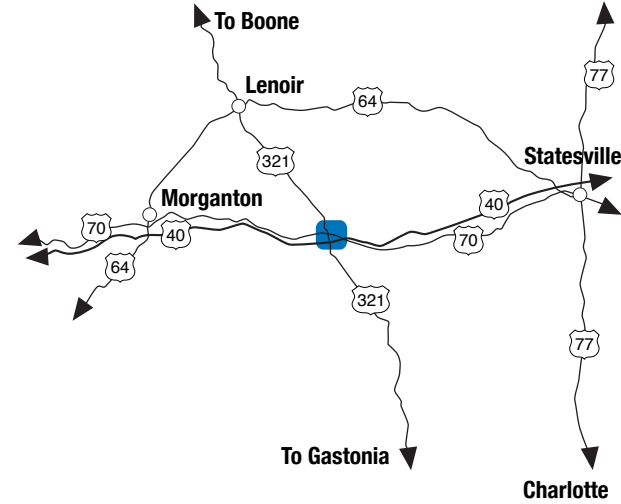 To Boone
77
Lenoir
64
Statesville
321
Morganton
40
70
40
70
64
321
77
To Gastonia
Charlotte